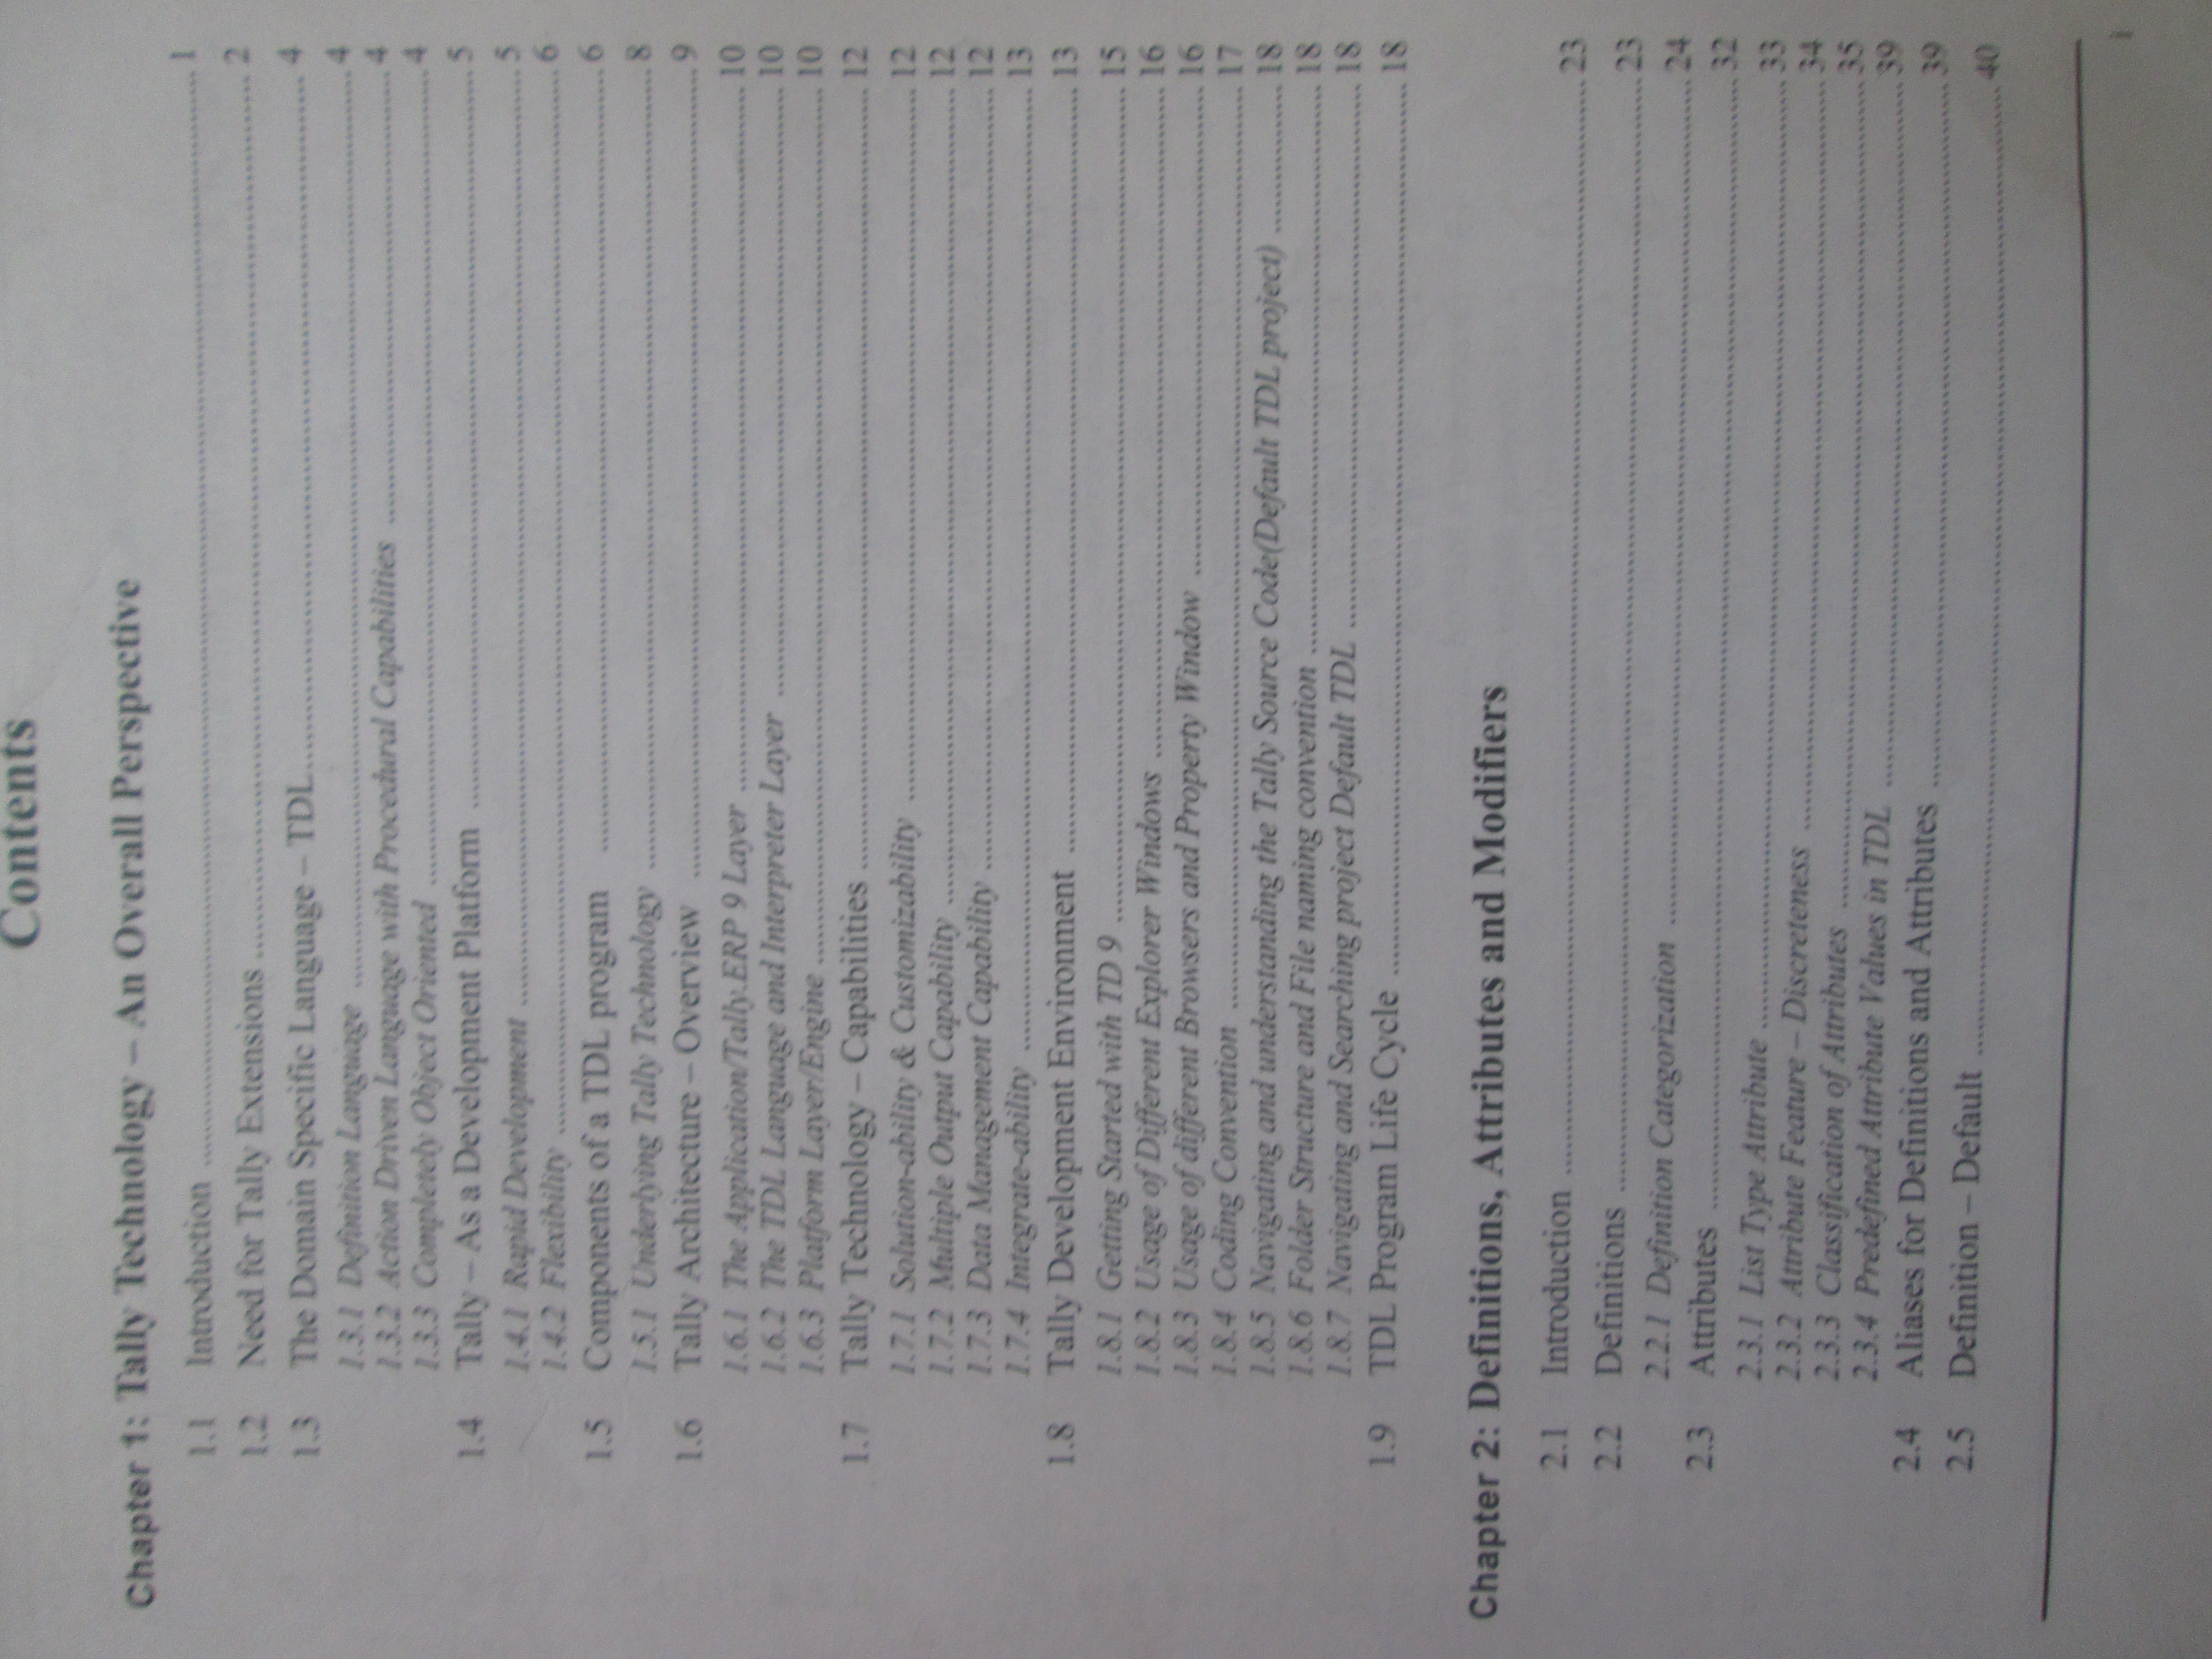 Contents
Chapter 1: Tally Technology – An Overall Perspective
1.1 Introduction ........ 1
1.2 Need for Tally Extensions ........ 2
1.3 The Domain Specific Language – TDL ........ 4
1.3.1 Definition Language ........ 4
1.3.2 Action Driven Language with Procedural Capabilities ........ 4
1.3.3 Completely Object Oriented ........ 4
1.4 Tally – As a Development Platform ........ 5
1.4.1 Rapid Development ........ 5
1.4.2 Flexibility ........ 6
1.5 Components of a TDL program ........ 6
1.5.1 Underlying Tally Technology ........ 8
1.6 Tally Architecture – Overview ........ 9
1.6.1 The Application/Tally.ERP 9 Layer ........ 10
1.6.2 The TDL Language and Interpreter Layer ........ 10
1.6.3 Platform Layer/Engine ........ 10
1.7 Tally Technology – Capabilities ........ 12
1.7.1 Solution-ability & Customizability ........ 12
1.7.2 Multiple Output Capability ........ 12
1.7.3 Data Management Capability ........ 12
1.7.4 Integrate-ability ........ 13
1.8 Tally Development Environment ........ 13
1.8.1 Getting Started with TD 9 ........ 15
1.8.2 Usage of Different Explorer Windows ........ 16
1.8.3 Usage of different Browsers and Property Window ........ 16
1.8.4 Coding Convention ........ 17
1.8.5 Navigating and understanding the Tally Source Code(Default TDL project) ........ 18
1.8.6 Folder Structure and File naming convention ........ 18
1.8.7 Navigating and Searching project Default TDL ........ 18
1.9 TDL Program Life Cycle ........ 18
Chapter 2: Definitions, Attributes and Modifiers
2.1 Introduction ........ 23
2.2 Definitions ........ 23
2.2.1 Definition Categorization ........ 24
2.3 Attributes ........ 32
2.3.1 List Type Attribute ........ 33
2.3.2 Attribute Feature – Discreteness ........ 34
2.3.3 Classification of Attributes ........ 35
2.3.4 Predefined Attribute Values in TDL ........ 39
2.4 Aliases for Definitions and Attributes ........ 39
2.5 Definition – Default ........ 40
i